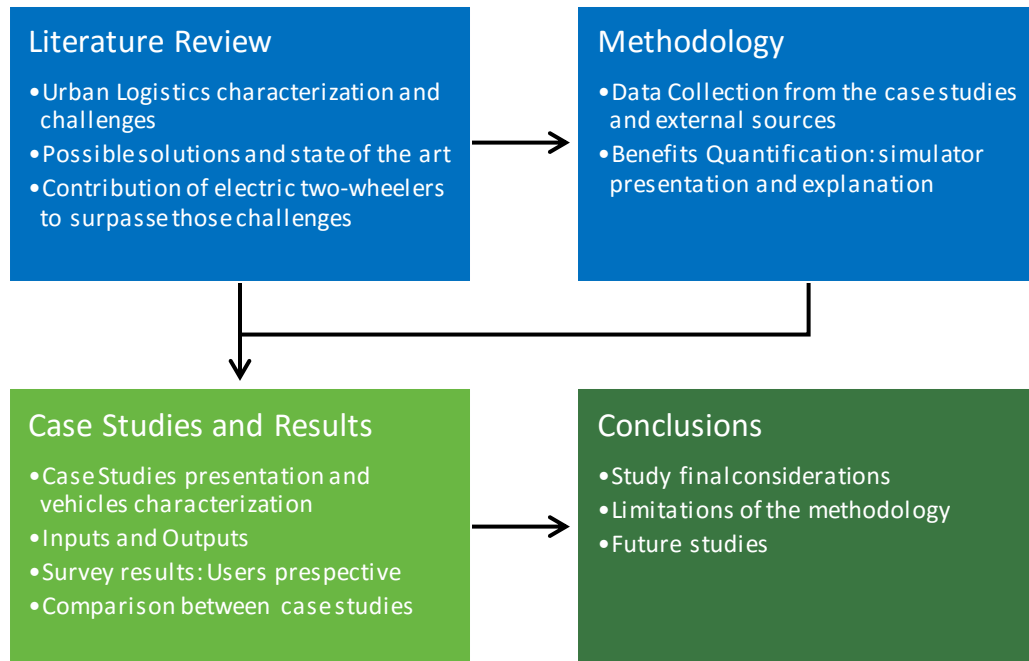 Literature Review
•Urban Logistics characterization and
challenges
•Possible solutions and state of the art
•Contribution of electric two-wheelers
to surpasse those challenges
Methodology
•Data Collection from the case studies
and external sources
•Benefits Quantification: simulator
presentation and explanation
Case Studies and Results
•Case Studies presentation and
vehicles characterization
•Inputs and Outputs
•Survey results: Users prespective
•Comparison between case studies
Conclusions
•Study final considerations
•Limitations of the methodology
•Future studies